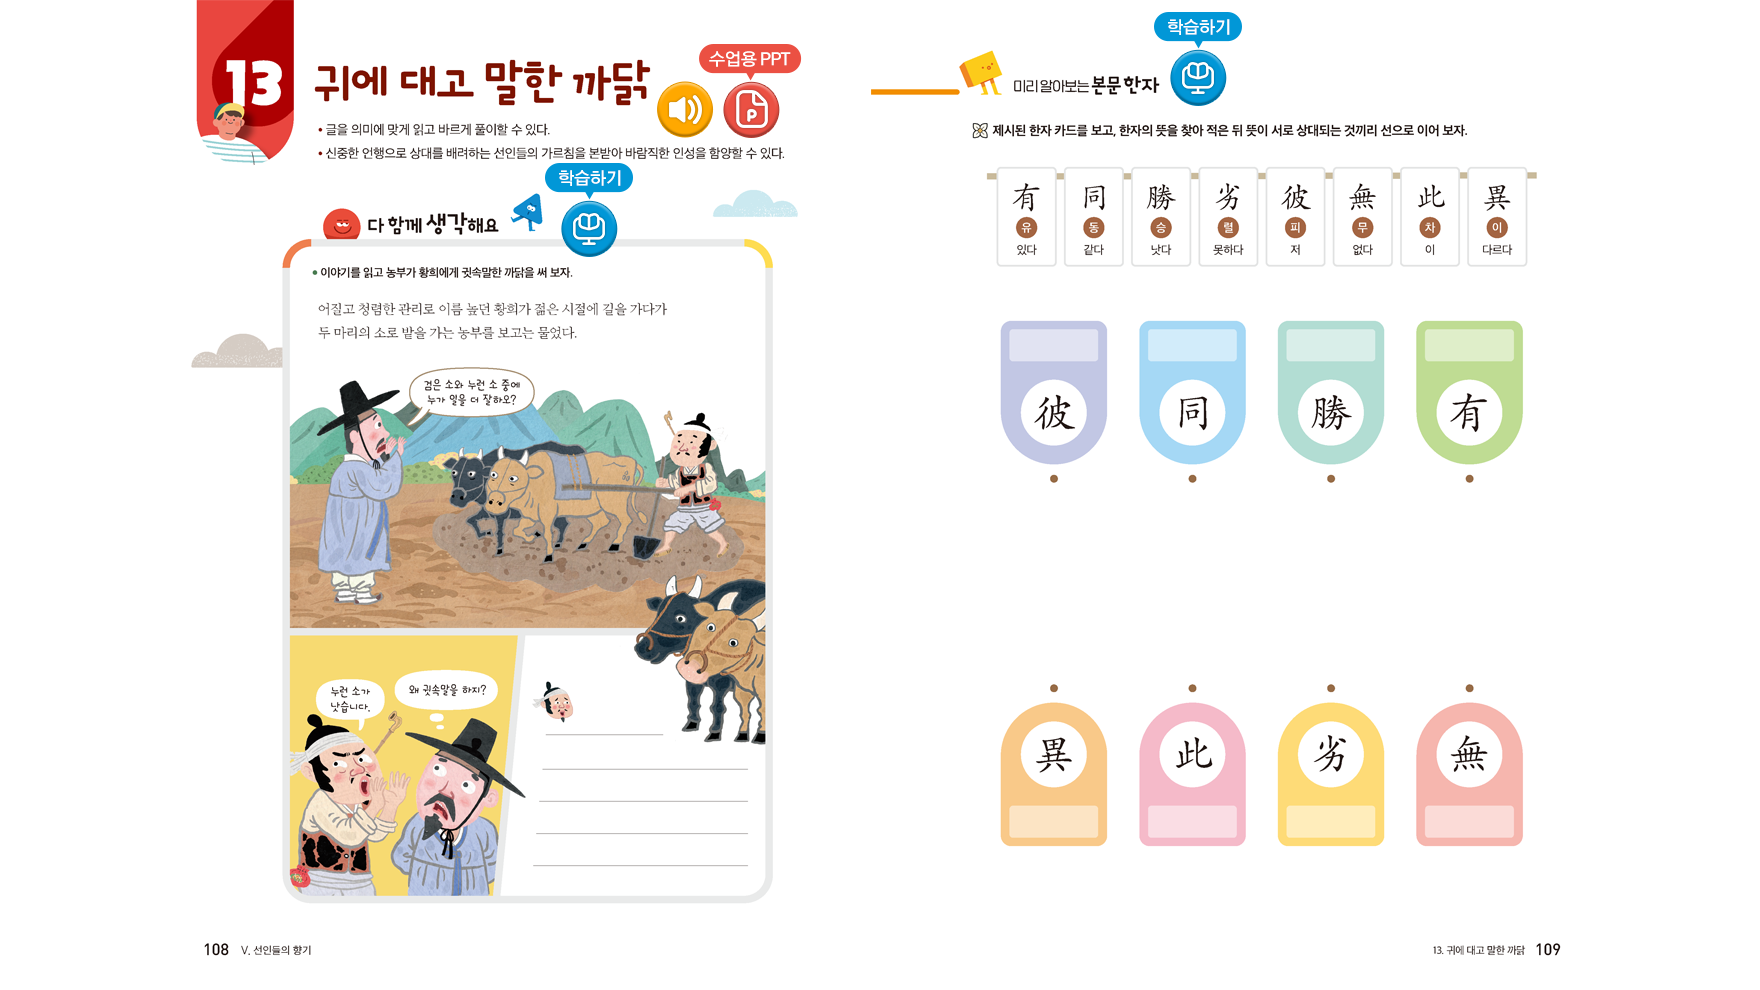 13
귀에 대고 말한 까닭
수업용 PPT
P
• 글을 의미에 맞게 읽고 바르게 풀이할 수 있다.
• 신중한 언행으로 상대를 배려하는 선인들의 가르침을 본받아 바람직한 인성을 함양할 수 있다.
학습하기
다 함께 생각해요
• 이야기를 읽고 농부가 황희에게 귓속말한 까닭을 써 보자.
어질고 청렴한 관리로 이름 높던 황희가 젊은 시절에 길을 가다가
두 마리의 소로 밭을 가는 농부를 보고는 물었다.
검은 소와 누런 소 중에
누가 일을 더 잘하오?
누런 소가
낫습니다.
왜 귓속말을 하지?
108 V. 선인들의 향기
학습하기
미리 알아보는 본문 한자
제시된 한자 카드를 보고, 한자의 뜻을 찾아 적은 뒤 뜻이 서로 상대되는 것끼리 선으로 이어 보자.
有 同 勝 劣 彼 無 此 異
유 동 승 렬 피 무 차 이
있다 같다 낫다 못하다 저 없다 이 다르다
彼 同 勝 有
異 此 劣 無
13. 귀에 대고 말한 까닭 109